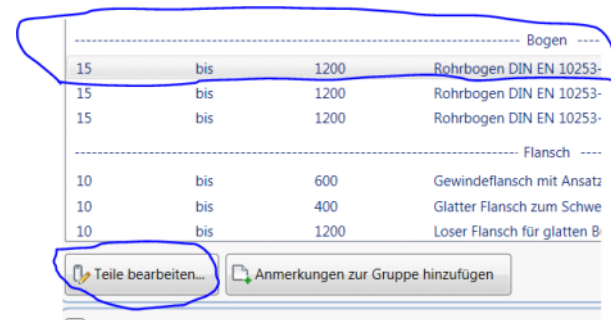 Bogen
15 bis 1200 Rohrbogen DIN EN 10253-
15 bis 1200 Rohrbogen DIN EN 10253-
15 bis 1200 Rohrbogen DIN EN 10253-
Flansch
10 bis 600 Gewindeflansch mit Ansatz
10 bis 400 Glatter Flansch zum Schwe
10 bis 1200 Loser Flansch für glatten B
Teile bearbeiten... Anmerkungen zur Gruppe hinzufügen